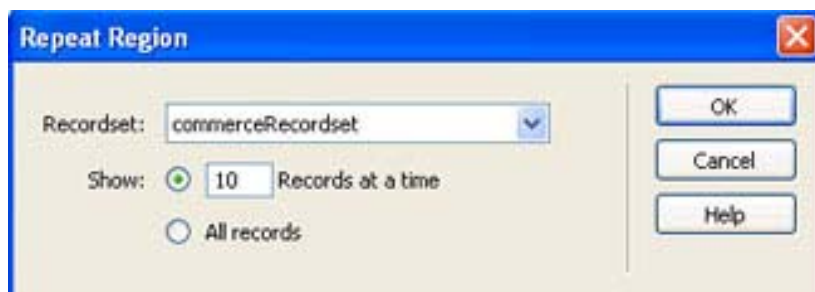 Repeat Region
Recordset: commerceRecordset
Show: 10 Records at a time
All records
OK
Cancel
Help